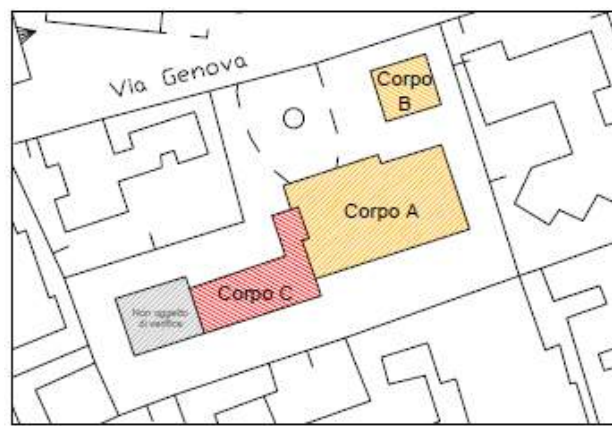 Via Genova
Corpo
B
Corpo A
Corpo C
Non oggetto
di verifica